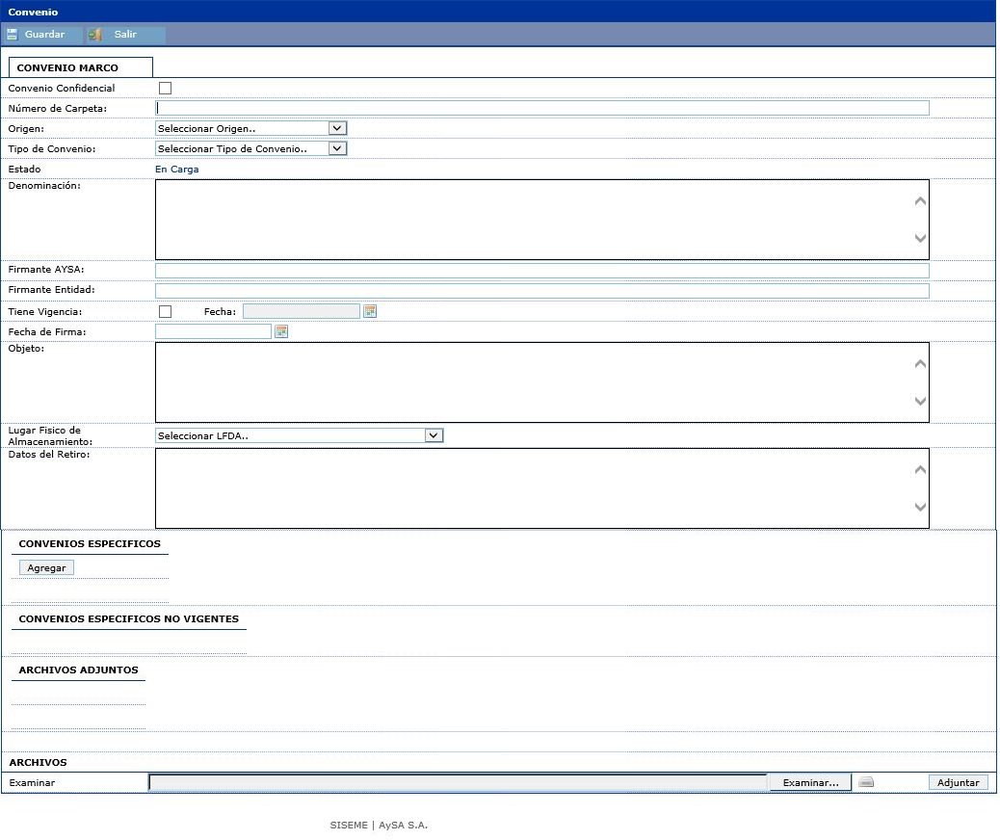 Convenio
Guardar Salir
CONVENIO MARCO
Convenio Confidencial
Número de Carpeta:
Origen: Seleccionar Origen..
Tipo de Convenio: Seleccionar Tipo de Convenio..
Estado En Carga
Denominación:
Firmante AYSA:
Firmante Entidad:
Tiene Vigencia: Fecha:
Fecha de Firma:
Objeto:
Lugar Fisico de
Almacenamiento: Seleccionar LFDA..
Datos del Retiro:
CONVENIOS ESPECIFICOS
Agregar
CONVENIOS ESPECIFICOS NO VIGENTES
ARCHIVOS ADJUNTOS
ARCHIVOS
Examinar Examinar... Adjuntar
SISEME | AySA S.A.